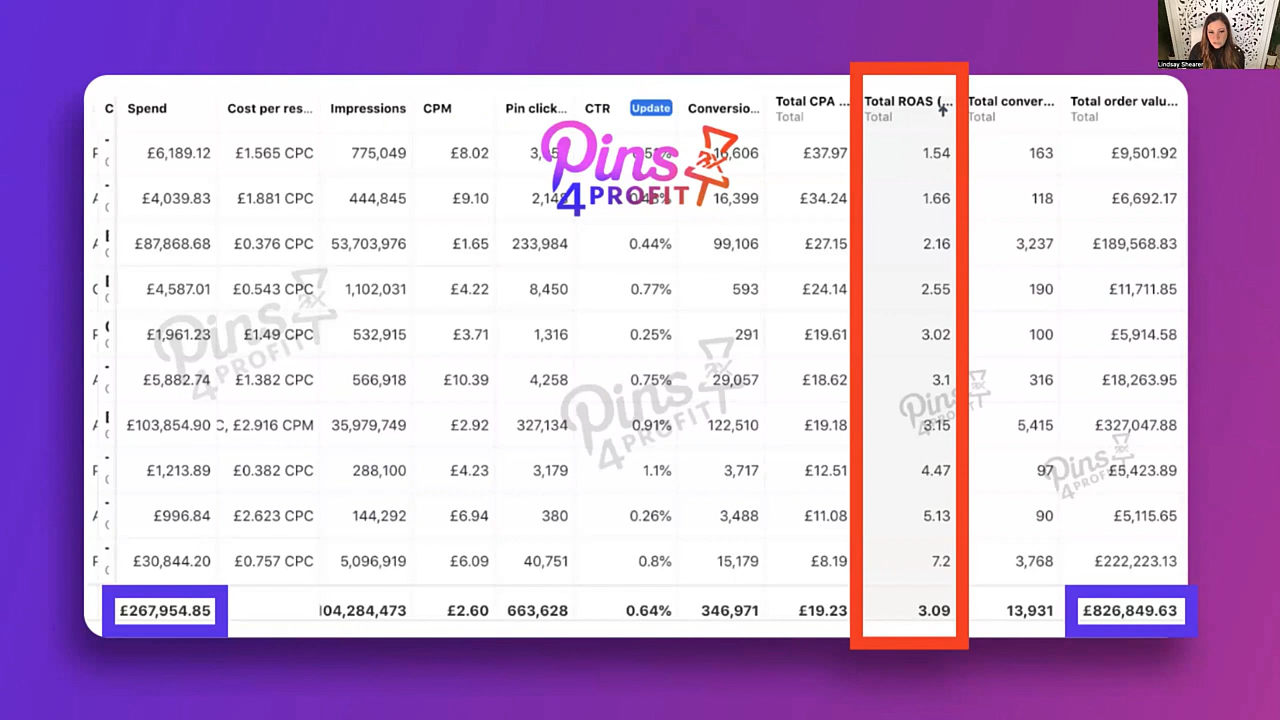 Lindsay Shearer
C Spend Cost per res... Impressions CPM Pin click... CTR Update Conversio... Total CPA ... Total ROAS (... Total conver... Total order valu...
Total Total Total Total
£6,189.12 £1.565 CPC 775,049 £8.02 £37.97 1.54 163 £9,501.92
£4,039.83 £1.881 CPC 444,845 £9.10 16,399 £34.24 1.66 118 £6,692.17
Pins
4PROFIT
£87,868.68 £0.376 CPC 53,703,976 £1.65 233,984 0.44% 99,106 £27.15 2.16 3,237 £189,568.83
£4,587.01 £0.543 CPC 1,102,031 £4.22 8,450 0.77% 593 £24.14 2.55 190 £11,711.85
£1,961.23 £1.49 CPC 532,915 £3.71 1,316 0.25% 291 £19.61 3.02 100 £5,914.58
£5,882.74 £1.382 CPC 566,918 £10.39 4,258 0.75% 29,057 £18.62 3.1 316 £18,263.95
£103,854.90 C, £2.916 CPM 35,979,749 £2.92 327,134 0.91% 122,510 £19.18 3.15 5,415 £327,047.88
£1,213.89 £0.382 CPC 288,100 £4.23 3,179 1.1% 3,717 £12.51 4.47 97 £5,423.89
£996.84 £2.623 CPC 144,292 £6.94 380 0.26% 3,488 £11.08 5.13 90 £5,115.65
£30,844.20 £0.757 CPC 5,096,919 £6.09 40,751 0.8% 15,179 £8.19 7.2 3,768 £222,223.13
£267,954.85 104,284,473 £2.60 663,628 0.64% 346,971 £19.23 3.09 13,931 £826,849.63
Pins
4PROFIT
Pins
4PROFIT
Pins
4PROFIT
Pins
4PROFIT